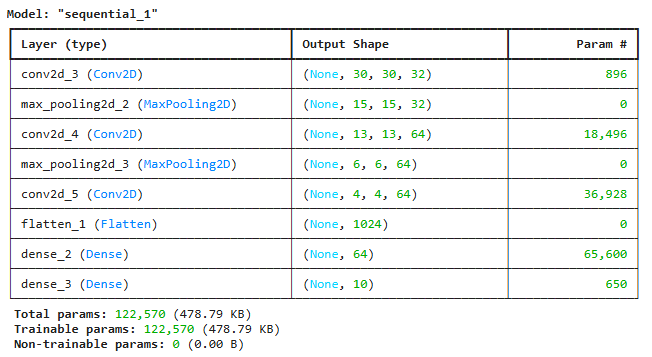 Model: "sequential_1"
Layer (type) Output Shape Param #
conv2d_3 (Conv2D) (None, 30, 30, 32) 896
max_pooling2d_2 (MaxPooling2D) (None, 15, 15, 32) 0
conv2d_4 (Conv2D) (None, 13, 13, 64) 18,496
max_pooling2d_3 (MaxPooling2D) (None, 6, 6, 64) 0
conv2d_5 (Conv2D) (None, 4, 4, 64) 36,928
flatten_1 (Flatten) (None, 1024) 0
dense_2 (Dense) (None, 64) 65,600
dense_3 (Dense) (None, 10) 650
Total params: 122,570 (478.79 KB)
Trainable params: 122,570 (478.79 KB)
Non-trainable params: 0 (0.00 B)